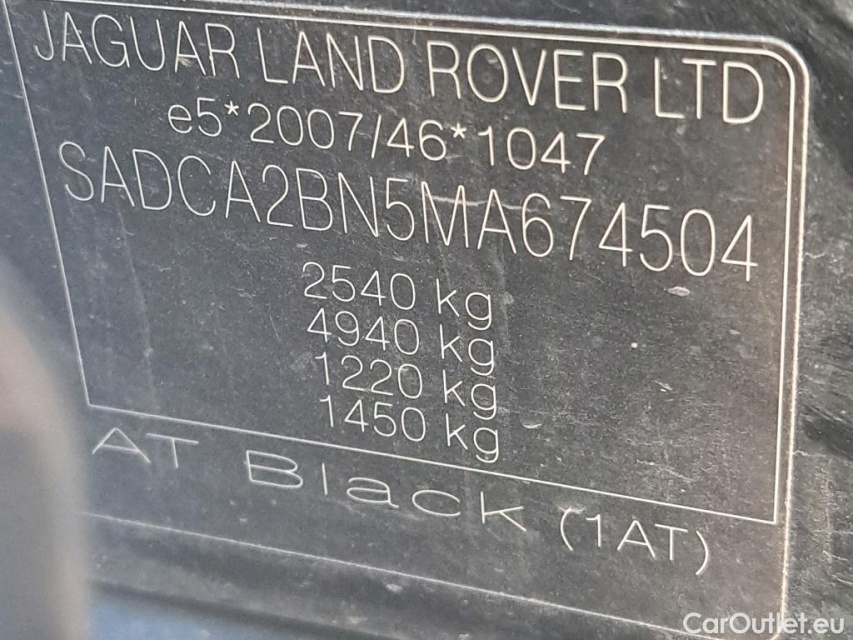 JAGUAR LAND ROVER LTD
e5*2007/46*1047
SADCA2BN5MA674504
2540 kg
4940 kg
1220 kg
1450 kg
AT Black (1AT)
CarOutlet.eu